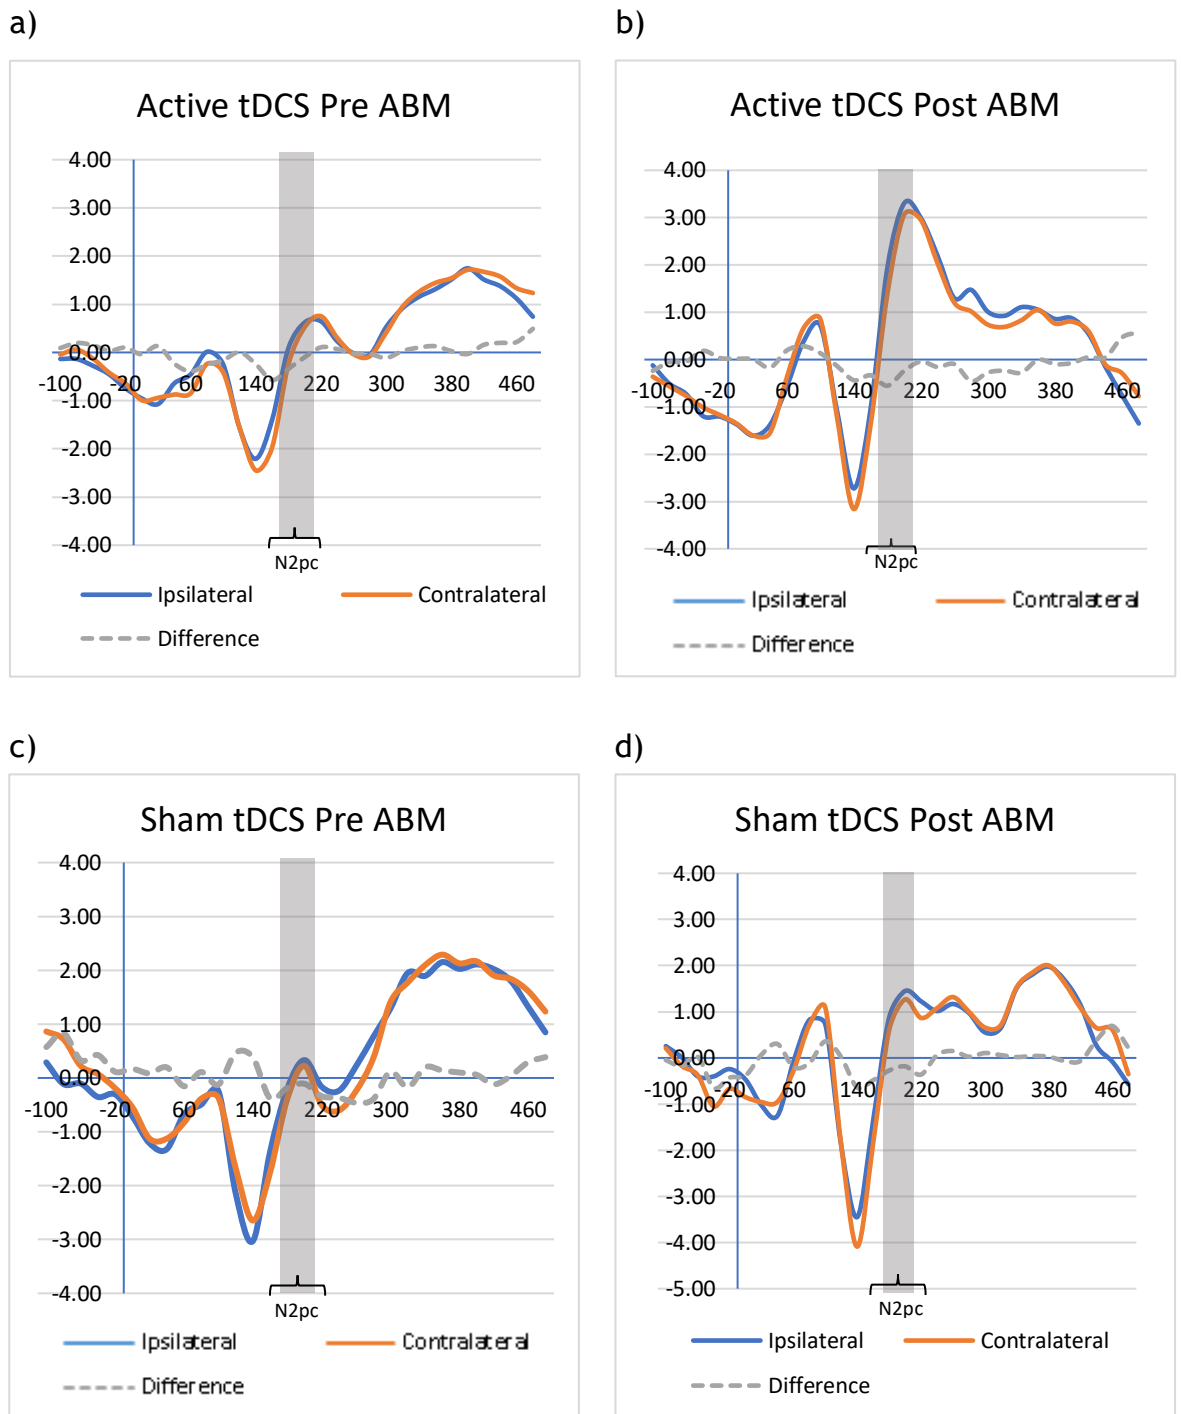 a)
Active tDCS Pre ABM
4.00
3.00
2.00
1.00
0.00
-100 -20 60 140 220 300 380 460
-1.00
-2.00
-3.00
-4.00
N2pc
Ipsilateral Contralateral
Difference
b)
Active tDCS Post ABM
4.00
3.00
2.00
1.00
0.00
-100 -20 60 140 220 300 380 460
-1.00
-2.00
-3.00
-4.00
N2pc
Ipsilateral Contralateral
Difference
c)
Sham tDCS Pre ABM
4.00
3.00
2.00
1.00
0.00
-100 -20 60 140 220 300 380 460
-1.00
-2.00
-3.00
-4.00
N2pc
Ipsilateral Contralateral
Difference
d)
Sham tDCS Post ABM
4.00
3.00
2.00
1.00
0.00
-100 -20 60 140 220 300 380 460
-1.00
-2.00
-3.00
-4.00
-5.00
N2pc
Ipsilateral Contralateral
Difference